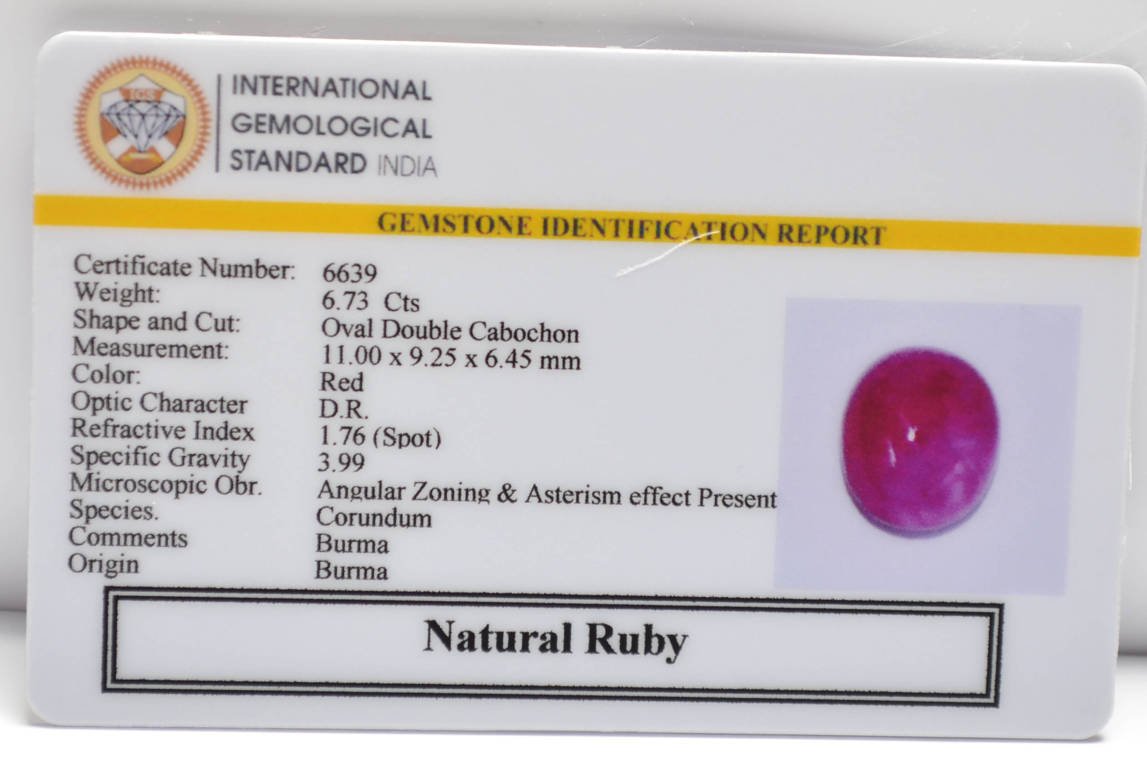 IGS
INTERNATIONAL
GEMOLOGICAL
STANDARD INDIA
GEMSTONE IDENTIFICATION REPORT
Certificate Number: 6639
Weight: 6.73 Cts
Shape and Cut: Oval Double Cabochon
Measurement: 11.00 x 9.25 x 6.45 mm
Color: Red
Optic Character D.R.
Refractive Index 1.76 (Spot)
Specific Gravity 3.99
Microscopic Obr. Angular Zoning & Asterism effect Present
Species. Corundum
Comments Burma
Origin Burma
Natural Ruby